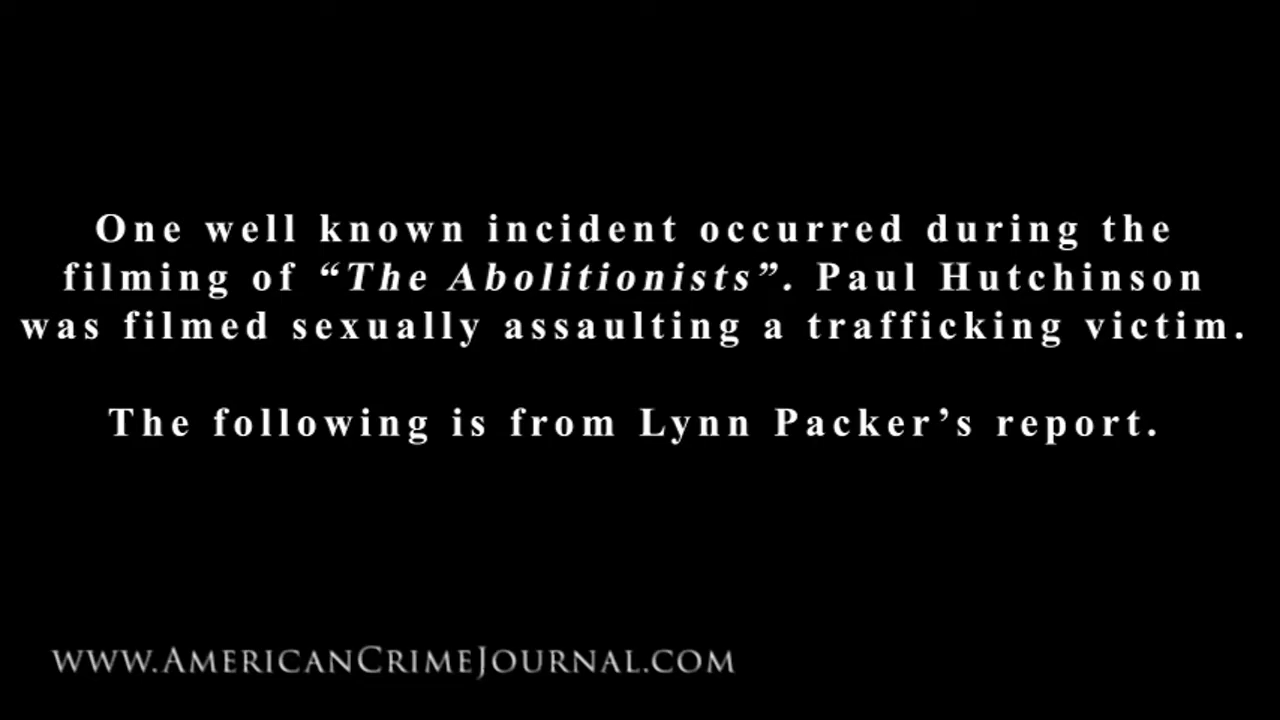 One well known incident occurred during the
filming of “The Abolitionists”. Paul Hutchinson
was filmed sexually assaulting a trafficking victim.
The following is from Lynn Packer’s report.
www.AmericanCrimeJournal.com